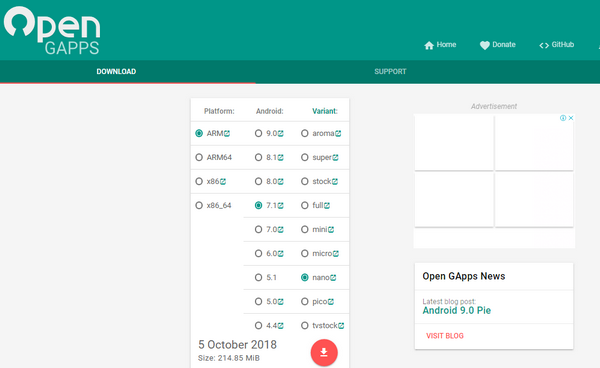 Open
GAPPS
Home
Donate
GitHub
DOWNLOAD
SUPPORT
Platform: Android: Variant:
ARM 9.0 aroma
ARM64 8.1 super
x86 8.0 stock
x86_64 7.1 full
7.0 mini
6.0 micro
5.1 nano
5.0 pico
4.4 tvstock
5 October 2018
Size: 214.85 MiB
Advertisement
Open GApps News
Latest blog post:
Android 9.0 Pie
VISIT BLOG